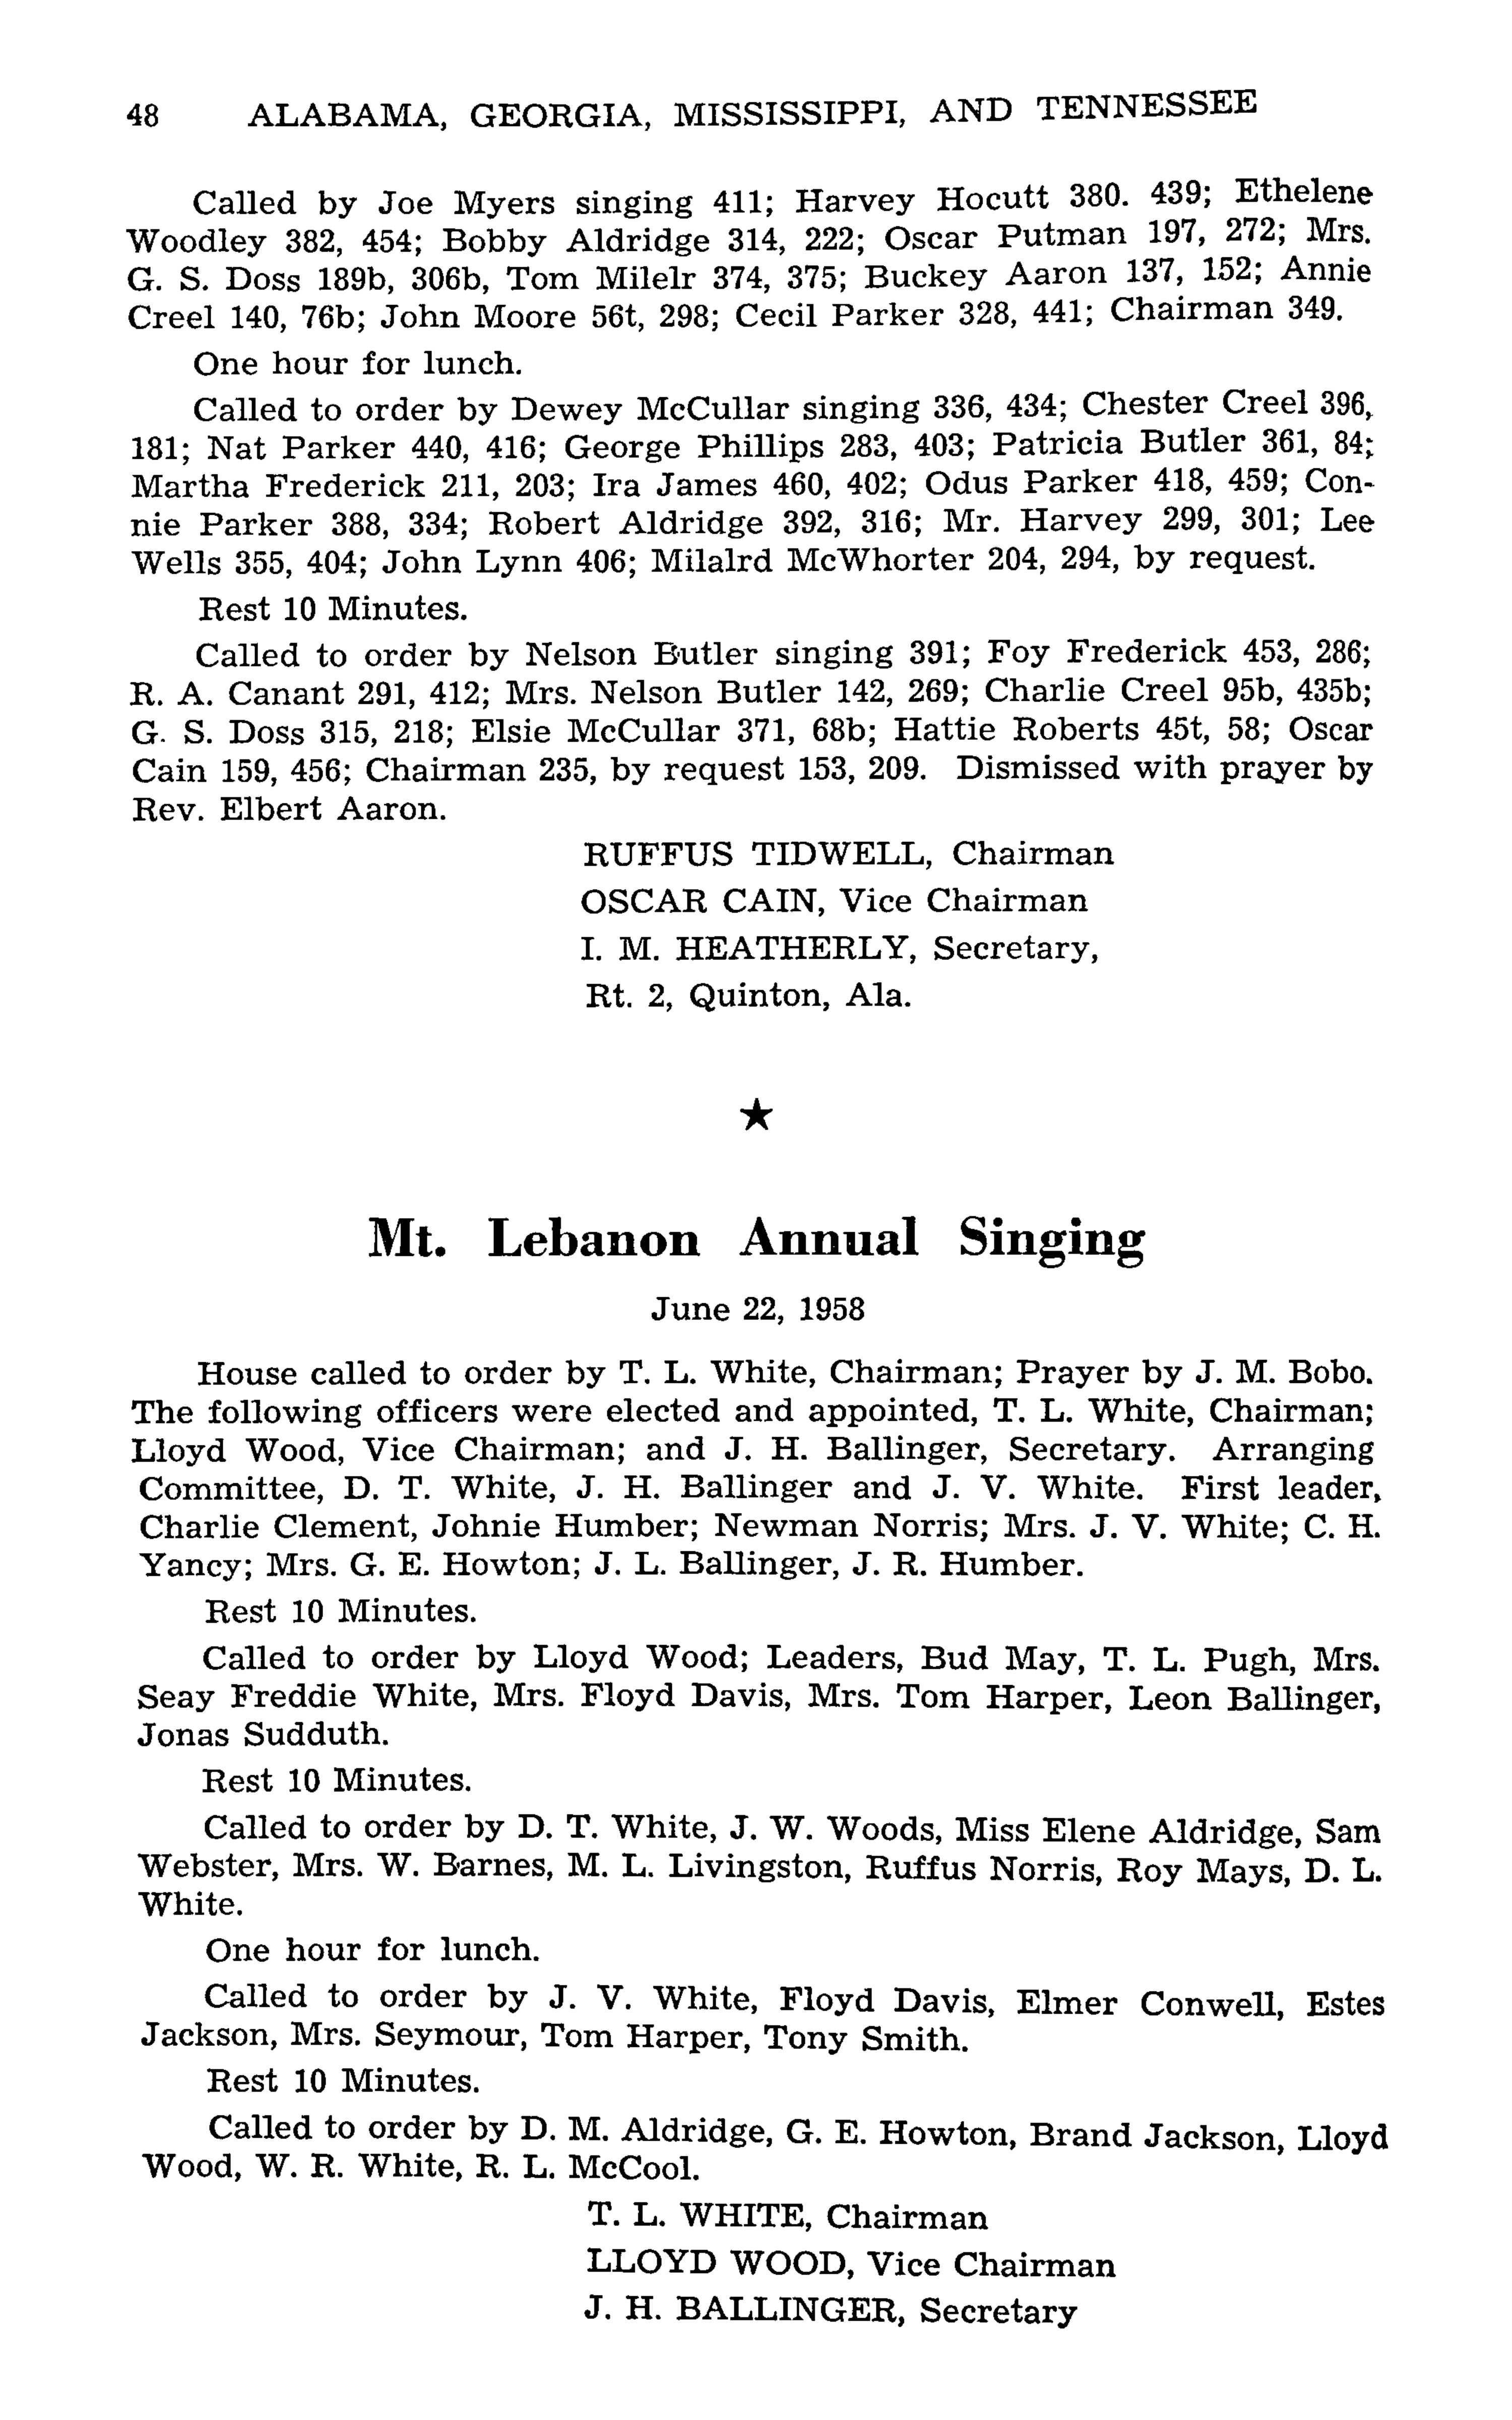 48 ALABAMA, GEORGIA, MISSISSIPPI, AND TENNESSEE
Called by Joe Myers singing 411; Harvey Hocutt 380. 439; Ethelene
Woodley 382, 454; Bobby Aldridge 314, 222; Oscar Putman 197, 272; Mrs.
G. S. Doss 189b, 306b, Tom Milelr 374, 375; Buckey Aaron 137, 152; Annie
Creel 140, 76b; John Moore 56t, 298; Cecil Parker 328, 441; Chairman 349.
One hour for lunch.
Called to order by Dewey McCullar singing 336, 434; Chester Creel 396,
181; Nat Parker 440, 416; George Phillips 283, 403; Patricia Butler 361, 84;
Martha Frederick 211, 203; Ira James 460, 402; Odus Parker 418, 459; Con-
nie Parker 388, 334; Robert Aldridge 392, 316; Mr. Harvey 299, 301; Lee
Wells 355, 404; John Lynn 406; Milalrd McWhorter 204, 294, by request.
Rest 10 Minutes.
Called to order by Nelson Butler singing 391; Foy Frederick 453, 286;
R. A. Canant 291, 412; Mrs. Nelson Butler 142, 269; Charlie Creel 95b, 435b;
G. S. Doss 315, 218; Elsie McCullar 371, 68b; Hattie Roberts 45t, 58; Oscar
Cain 159, 456; Chairman 235, by request 153, 209. Dismissed with prayer by
Rev. Elbert Aaron.
RUFFUS TIDWELL, Chairman
OSCAR CAIN, Vice Chairman
I. M. HEATHERLY, Secretary,
Rt. 2, Quinton, Ala.
★
Mt. Lebanon Annual Singing
June 22, 1958
House called to order by T. L. White, Chairman; Prayer by J. M. Bobo.
The following officers were elected and appointed, T. L. White, Chairman;
Lloyd Wood, Vice Chairman; and J. H. Ballinger, Secretary. Arranging
Committee, D. T. White, J. H. Ballinger and J. V. White. First leader,
Charlie Clement, Johnie Humber; Newman Norris; Mrs. J. V. White; C. H.
Yancy; Mrs. G. E. Howton; J. L. Ballinger, J. R. Humber.
Rest 10 Minutes.
Called to order by Lloyd Wood; Leaders, Bud May, T. L. Pugh, Mrs.
Seay Freddie White, Mrs. Floyd Davis, Mrs. Tom Harper, Leon Ballinger,
Jonas Sudduth.
Rest 10 Minutes.
Called to order by D. T. White, J. W. Woods, Miss Elene Aldridge, Sam
Webster, Mrs. W. Barnes, M. L. Livingston, Ruffus Norris, Roy Mays, D. L.
White.
One hour for lunch.
Called to order by J. V. White, Floyd Davis, Elmer Conwell, Estes
Jackson, Mrs. Seymour, Tom Harper, Tony Smith.
Rest 10 Minutes.
Called to order by D. M. Aldridge, G. E. Howton, Brand Jackson, Lloyd
Wood, W. R. White, R. L. McCool.
T. L. WHITE, Chairman
LLOYD WOOD, Vice Chairman
J. H. BALLINGER, Secretary